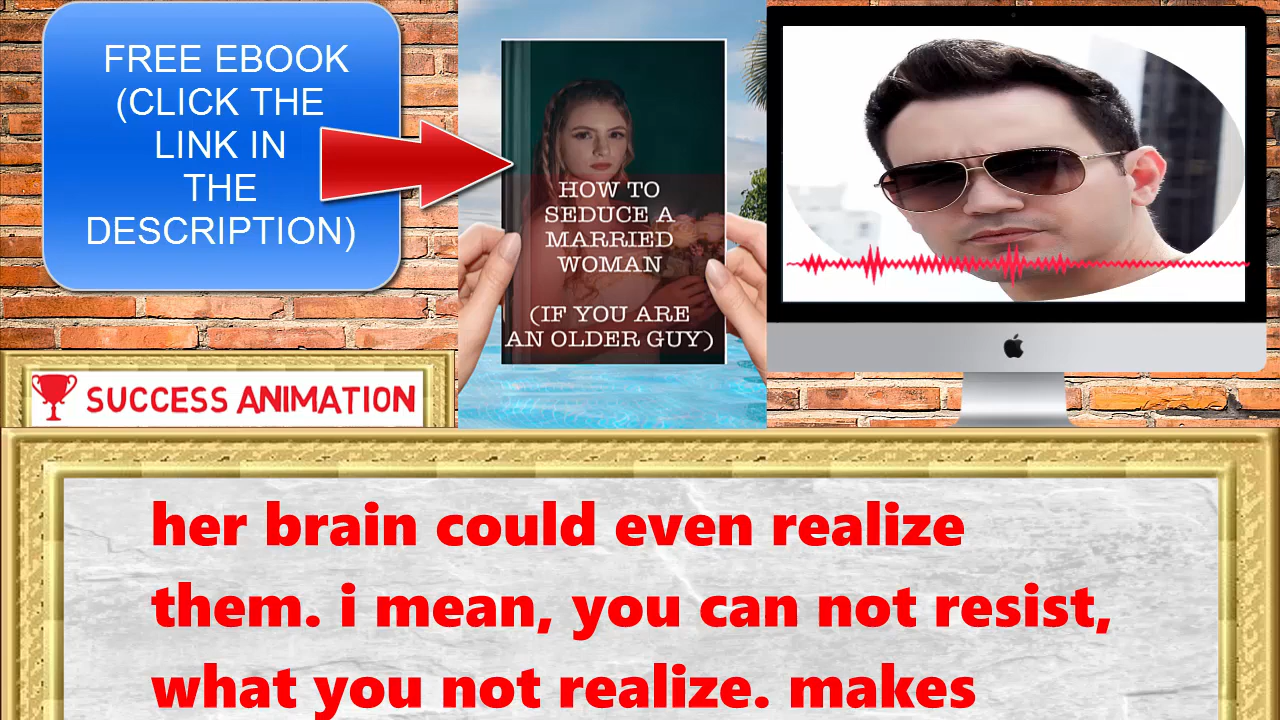 FREE EBOOK
(CLICK THE
LINK IN
THE
DESCRIPTION)
HOW TO
SEDUCE A
MARRIED
WOMAN
(IF YOU ARE
AN OLDER GUY)
SUCCESS ANIMATION
her brain could even realize
them. i mean, you can not resist,
what you not realize. makes